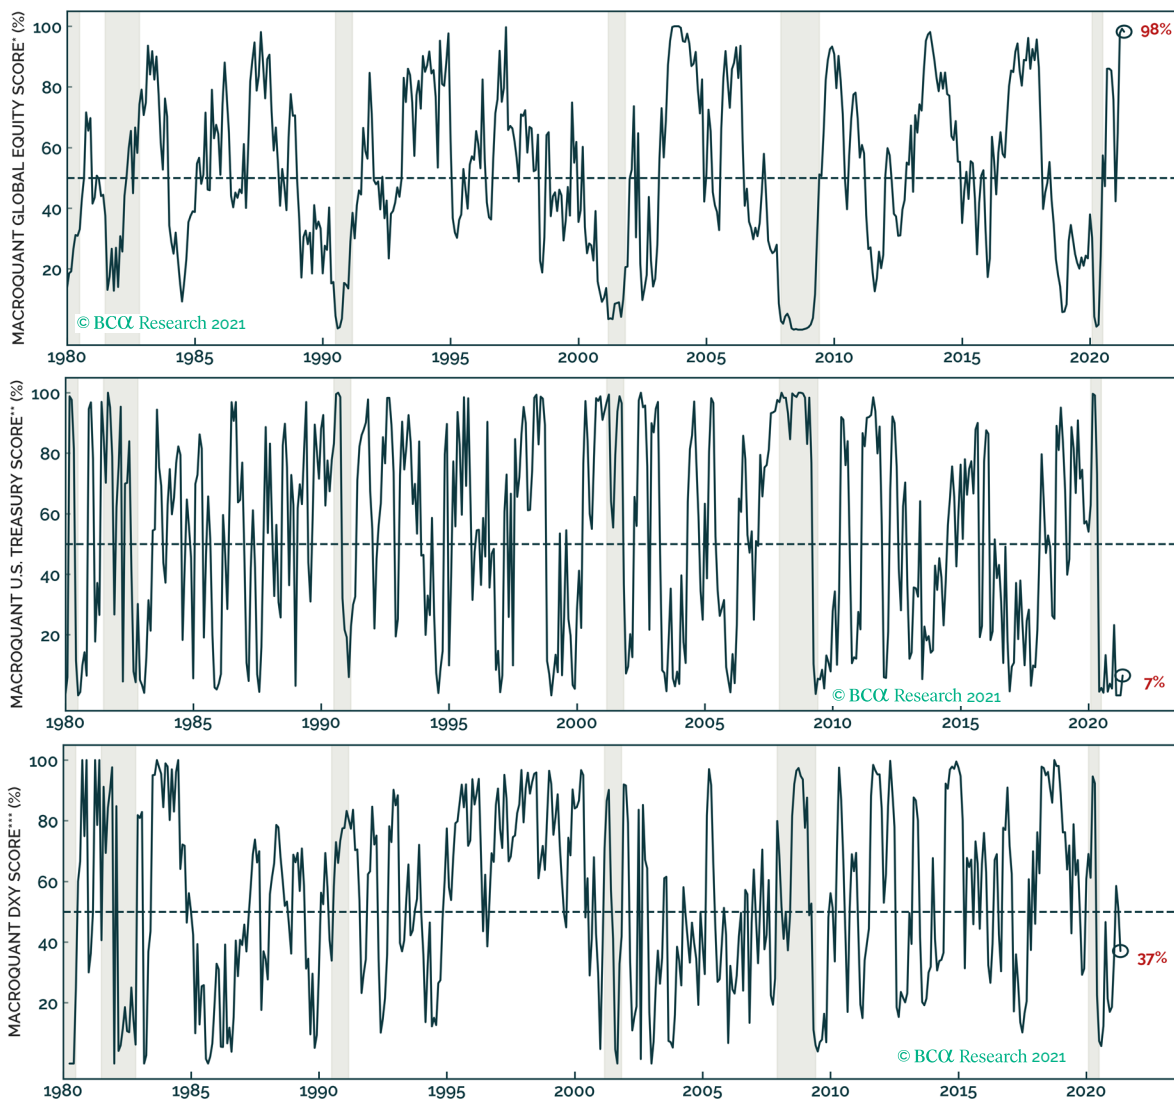 MACROQUANT GLOBAL EQUITY SCORE* (%)
100
80
60
40
20
98%
© BCα Research 2021
1980 1985 1990 1995 2000 2005 2010 2015 2020
MACROQUANT U.S. TREASURY SCORE** (%)
100
80
60
40
20
7%
© BCα Research 2021
1980 1985 1990 1995 2000 2005 2010 2015 2020
MACROQUANT DXY SCORE*** (%)
100
80
60
40
20
37%
© BCα Research 2021
1980 1985 1990 1995 2000 2005 2010 2015 2020